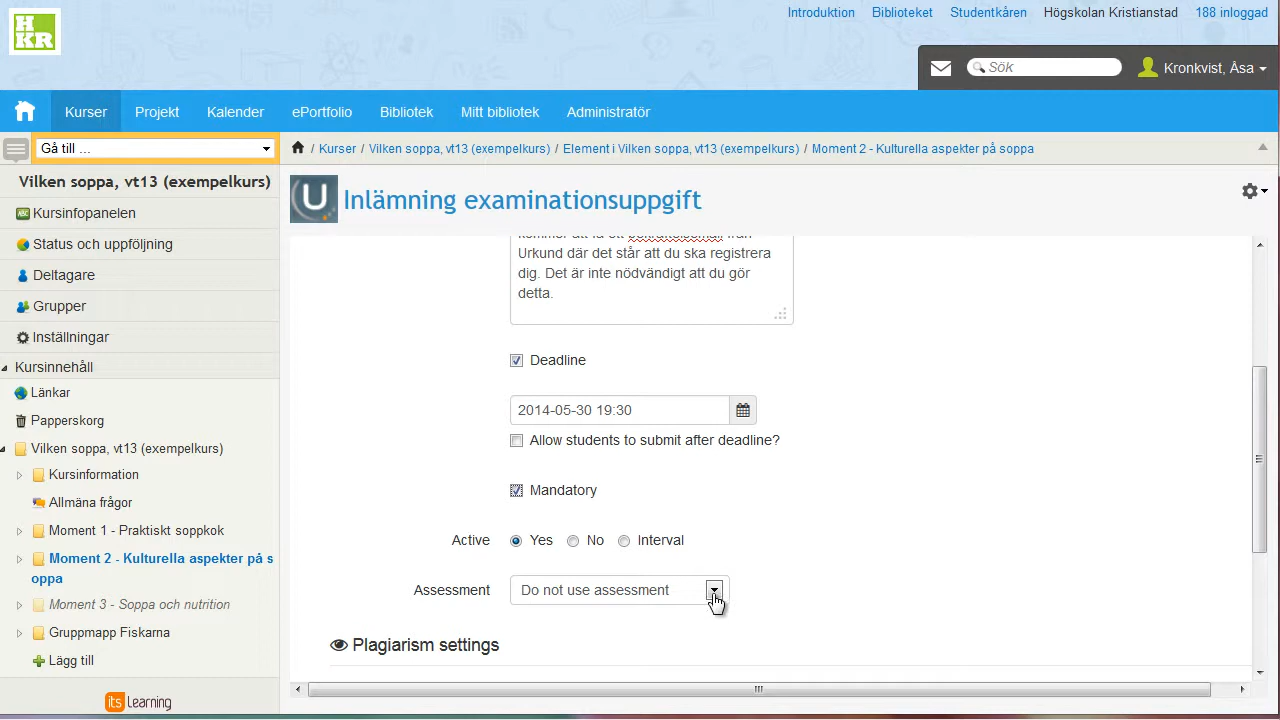 H
KR
Introduktion Biblioteket Studentkåren Högskolan Kristianstad 188 inloggad
Sök Kronkvist, Åsa
Kurser Projekt Kalender ePortfolio Bibliotek Mitt bibliotek Administratör
Gå till ...
Kurser / Vilken soppa, vt13 (exempelkurs) / Element i Vilken soppa, vt13 (exempelkurs) / Moment 2 - Kulturella aspekter på soppa
Vilken soppa, vt13 (exempelkurs)
Kursinfopanelen
Status och uppföljning
Deltagare
Grupper
Inställningar
Kursinnehåll
Länkar
Papperskorg
Vilken soppa, vt13 (exempelkurs)
Kursinformation
Allmäna frågor
Moment 1 - Praktiskt soppkok
Moment 2 - Kulturella aspekter på s
oppa
Moment 3 - Soppa och nutrition
Gruppmapp Fiskarna
Lägg till
its Learning
U Inlämning examinationsuppgift
kommer att få ett bekräftelsemail från
Urkund där det står att du ska registrera
dig. Det är inte nödvändigt att du gör
detta.
Deadline
2014-05-30 19:30
Allow students to submit after deadline?
Mandatory
Active Yes No Interval
Assessment Do not use assessment
Plagiarism settings